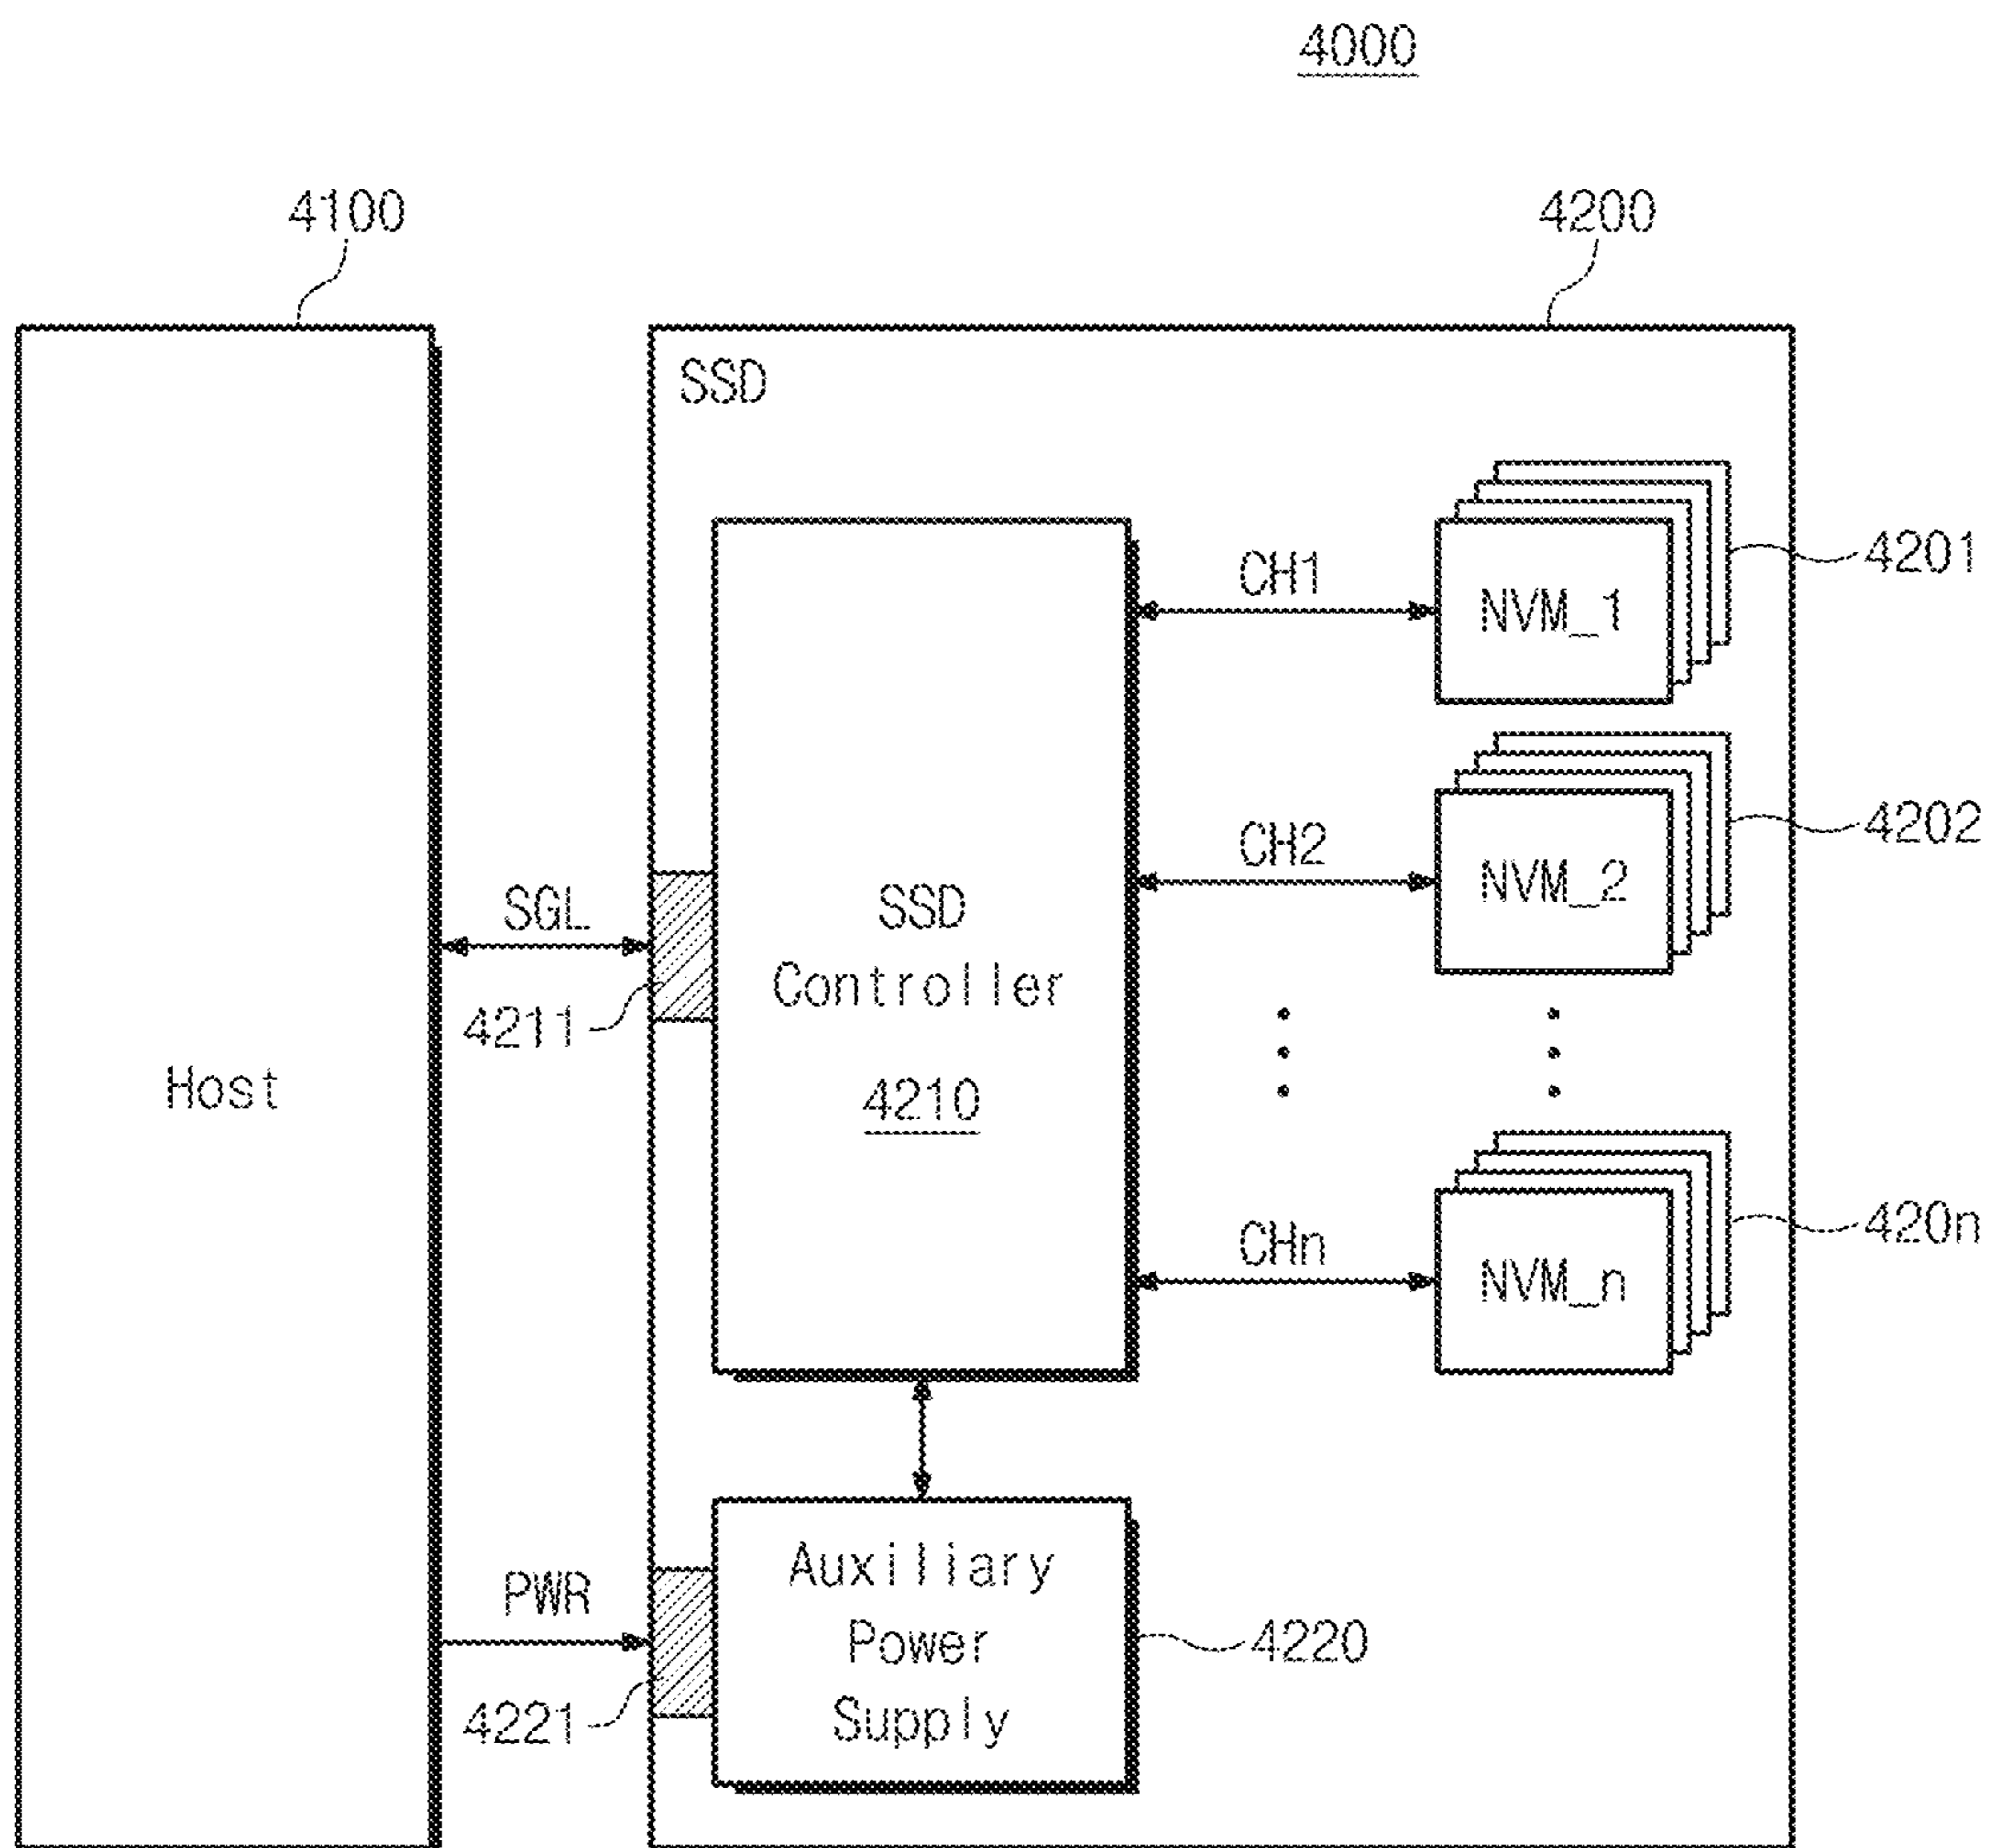 4000
4100
4200
SSD
4201
CH1
NVM_1
4202
CH2
NVM_2
SGL
SSD
Controller
4211
4210
Host
420n
CHn
NVM_n
Auxiliary
PWR
Power
4220
4221
Supply